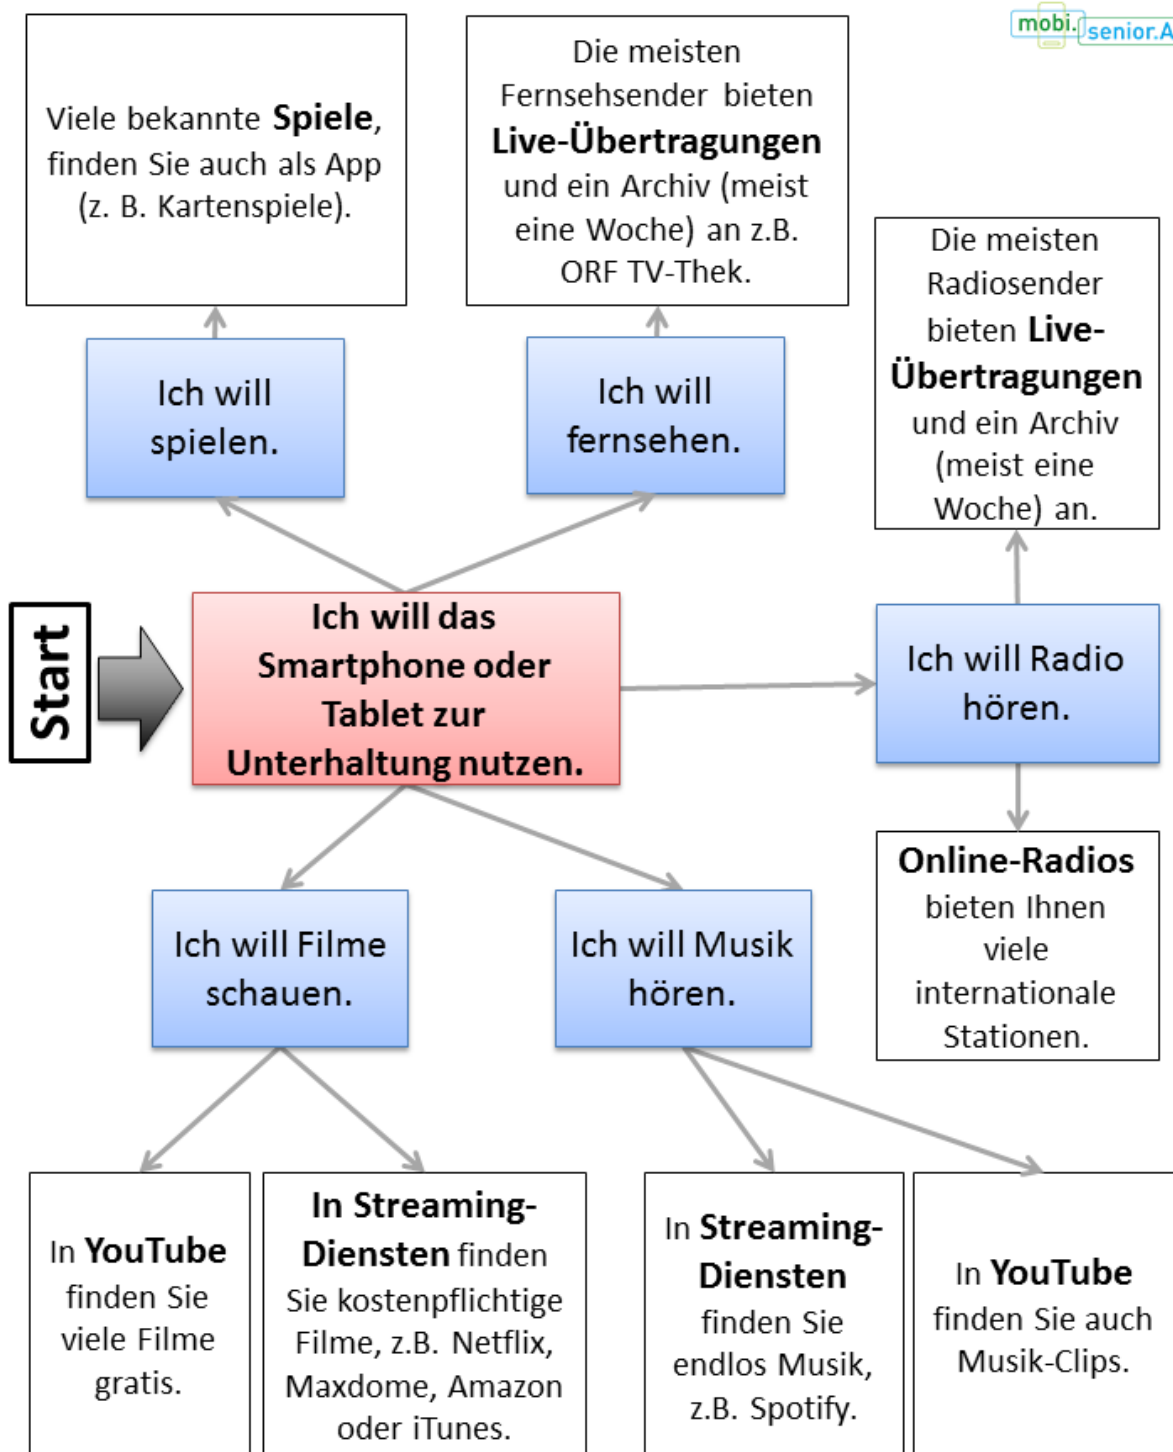 mobi.senior.A
Viele bekannte Spiele,
finden Sie auch als App
(z. B. Kartenspiele).
Die meisten
Fernsehsender bieten
Live-Übertragungen
und ein Archiv (meist
eine Woche) an z.B.
ORF TV-Thek.
Die meisten
Radiosender
bieten Live-
Übertragungen
und ein Archiv
(meist eine
Woche) an.
Ich will
spielen.
Ich will
fernsehen.
Start
Ich will das
Smartphone oder
Tablet zur
Unterhaltung nutzen.
Ich will Radio
hören.
Online-Radios
bieten Ihnen
viele
internationale
Stationen.
Ich will Filme
schauen.
Ich will Musik
hören.
In YouTube
finden Sie
viele Filme
gratis.
In Streaming-
Diensten finden
Sie kostenpflichtige
Filme, z.B. Netflix,
Maxdome, Amazon
oder iTunes.
In Streaming-
Diensten
finden Sie
endlos Musik,
z.B. Spotify.
In YouTube
finden Sie auch
Musik-Clips.